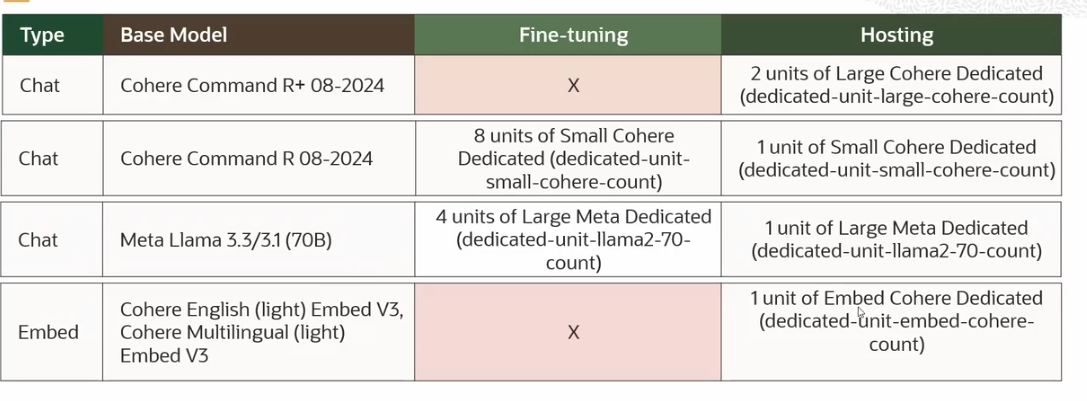 Type Base Model Fine-tuning Hosting
Chat Cohere Command R+ 08-2024 X 2 units of Large Cohere Dedicated
(dedicated-unit-large-cohere-count)
Chat Cohere Command R 08-2024 8 units of Small Cohere
Dedicated (dedicated-unit-
small-cohere-count)
1 unit of Small Cohere Dedicated
(dedicated-unit-small-cohere-count)
Chat Meta Llama 3.3/3.1 (70B) 4 units of Large Meta Dedicated
(dedicated-unit-llama2-70-
count)
1 unit of Large Meta Dedicated
(dedicated-unit-llama2-70-count)
Embed Cohere English (light) Embed V3,
Cohere Multilingual (light)
Embed V3
X
1 unit of Embed Cohere Dedicated
(dedicated-unit-embed-cohere-
count)